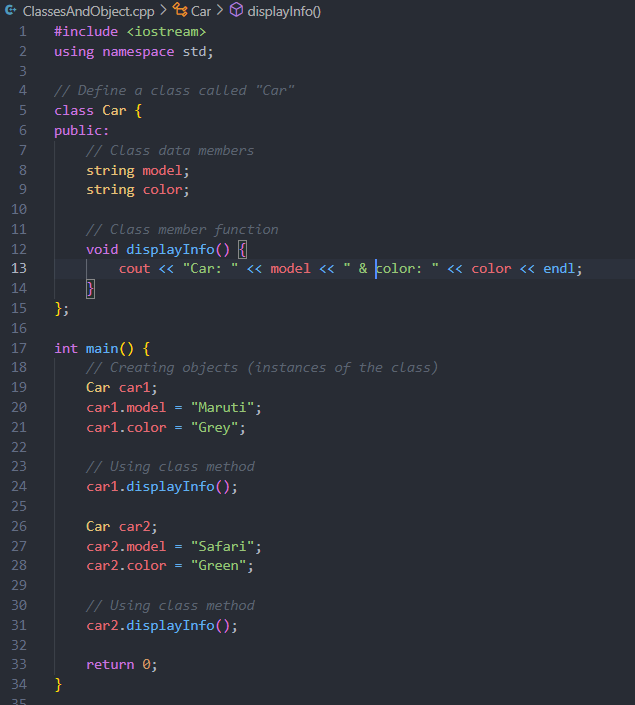 ClassesAndObject.cpp > Car > displayInfo()
1 #include <iostream>
2 using namespace std;
3
4 // Define a class called "Car"
5 class Car {
6 public:
7     // Class data members
8     string model;
9     string color;
10
11     // Class member function
12     void displayInfo() {
13         cout << "Car: " << model << " & color: " << color << endl;
14     }
15 };
16
17 int main() {
18     // Creating objects (instances of the class)
19     Car car1;
20     car1.model = "Maruti";
21     car1.color = "Grey";
22
23     // Using class method
24     car1.displayInfo();
25
26     Car car2;
27     car2.model = "Safari";
28     car2.color = "Green";
29
30     // Using class method
31     car2.displayInfo();
32
33     return 0;
34 }
35